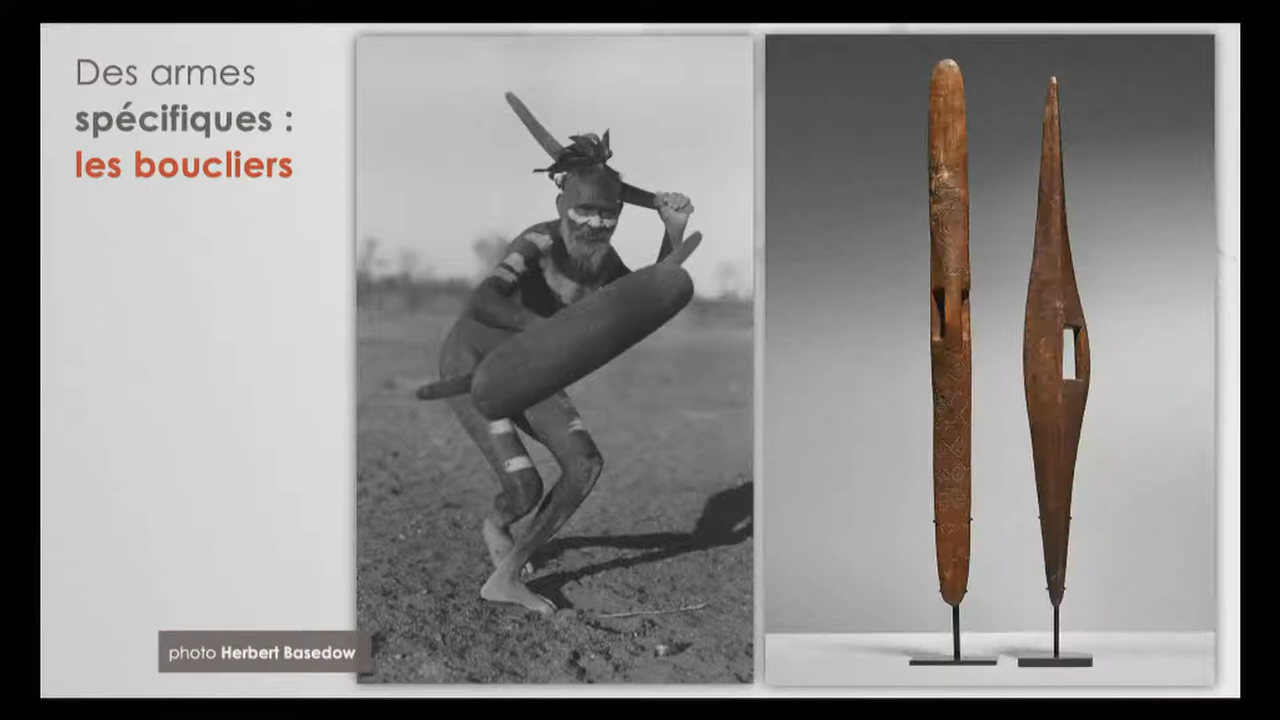 Des armes
spécifiques :
les boucliers
photo Herbert Basedow